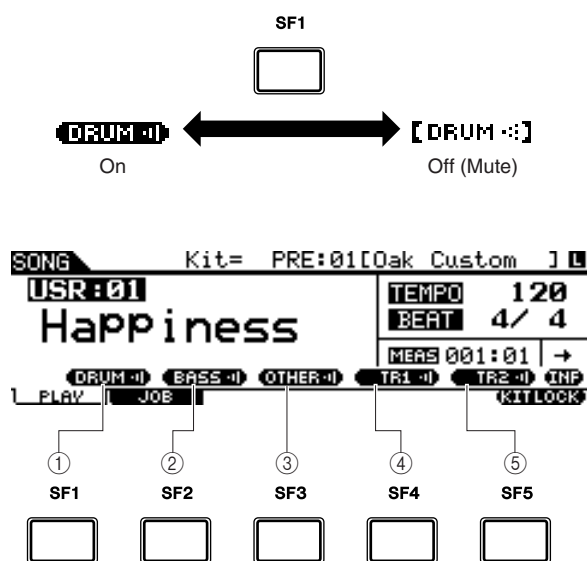 SF1
DRUM [DRUM]
On Off (Mute)
SONG Kit= PRE:01[Oak Custom ] L
USR:01 TEMPO 120
Happiness BEAT 4/ 4
MEAS 001:01 →
DRUM BASS OTHER TR1 TR2 INF
PLAY JOB KITLOCK
① ② ③ ④ ⑤
SF1 SF2 SF3 SF4 SF5